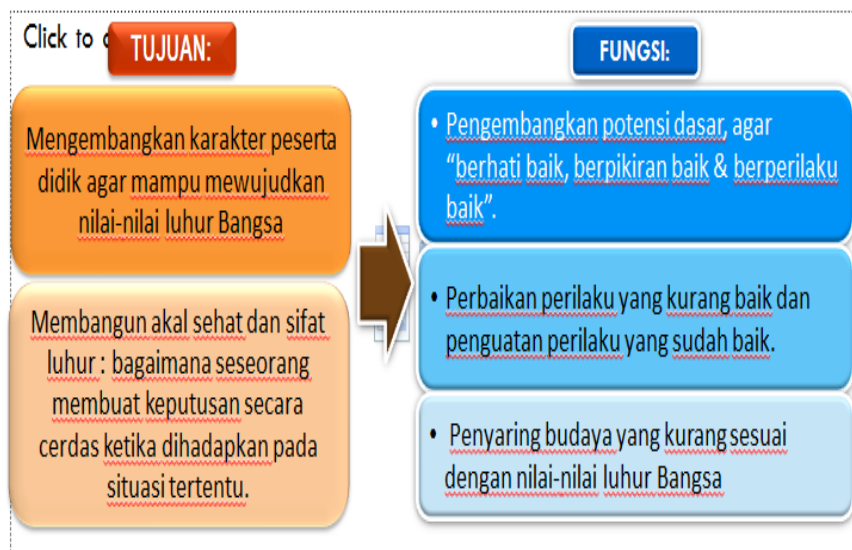 Click to
TUJUAN:
Mengembangkan karakter peserta
didik agar mampu mewujudkan
nilai-nilai luhur Bangsa
Membangun akal sehat dan sifat
luhur : bagaimana seseorang
membuat keputusan secara
cerdas ketika dihadapkan pada
situasi tertentu.
FUNGSI:
• Pengembangkan potensi dasar, agar
“berhati baik, berpikiran baik & berperilaku
baik”.
• Perbaikan perilaku yang kurang baik dan
penguatan perilaku yang sudah baik.
• Penyaring budaya yang kurang sesuai
dengan nilai-nilai luhur Bangsa